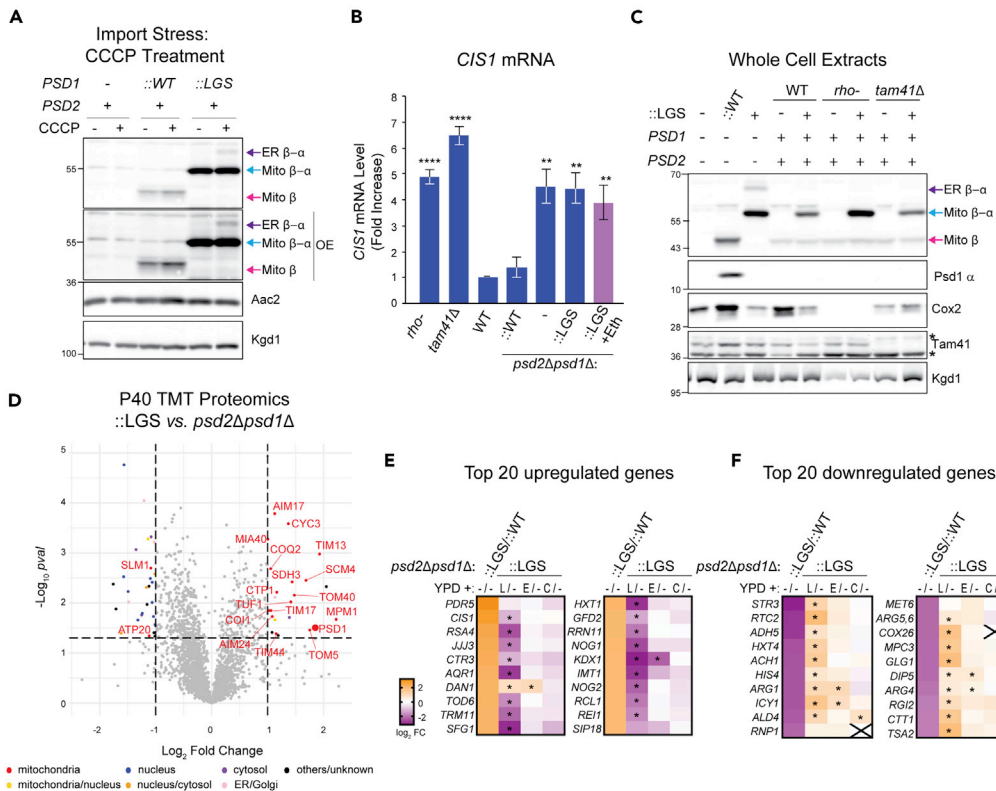 A
Import Stress:
CCCP Treatment
PSD1 - ::WT ::LGS
PSD2 + + +
CCCP - + - + - +
55
ER β–α
Mito β–α
Mito β
55
ER β–α
Mito β–α
Mito β
OE
36
Aac2
100
Kgd1
B
CIS1 mRNA
CIS1 mRNA Level
(Fold Increase)
0 1 2 3 4 5 6 7 8
**** **** ** ** **
rho- tam41Δ WT ::WT - ::LGS ::LGS +Eth
psd2Δpsd1Δ:
C
Whole Cell Extracts
WT rho- tam41Δ
::LGS - ::WT + - + - + - +
PSD1 - + + + + + +
PSD2 - - - + + + + + +
70
55
43
ER β–α
Mito β–α
Mito β
10
Psd1 α
28
Cox2
36
*
Tam41
*
95
Kgd1
D
P40 TMT Proteomics
::LGS vs. psd2Δpsd1Δ
-Log10 pval
5
4
3
2
1
0
AIM17
CYC3
MIA40
COQ2
TIM13
SLM1
SDH3
SCM4
CTP1
TOM40
TUF1
TIM17
MPM1
COI1
PSD1
ATP20
AIM24
TIM44
TOM5
-2 -1 0 1 2
Log2 Fold Change
mitochondria nucleus cytosol others/unknown
mitochondria/nucleus nucleus/cytosol ER/Golgi
E
Top 20 upregulated genes
psd2Δpsd1Δ: ::LGS/::WT ::LGS ::LGS/::WT ::LGS
YPD +: -/- L/- E/- C/- -/- L/- E/- C/-
PDR5
CIS1 *
RSA4 *
JJJ3 *
CTR3 *
AQR1 *
DAN1 * *
TOD6 *
TRM11 *
SFG1 *
HXT1 *
GFD2 *
RRN11 *
NOG1 *
KDX1 * *
IMT1 *
NOG2 *
RCL1 *
REI1 *
SIP18
2
0
-2
log2 FC
F
Top 20 downregulated genes
psd2Δpsd1Δ: ::LGS/::WT ::LGS ::LGS/::WT ::LGS
YPD +: -/- L/- E/- C/- -/- L/- E/- C/-
STR3 *
RTC2 *
ADH5 *
HXT4 *
ACH1 *
HIS4 *
ARG1 * *
ICY1 * *
ALD4 * *
RNP1
MET6
ARG5,6 *
COX26 *
MPC3 *
GLG1 *
DIP5 * *
ARG4 * *
RGI2 *
CTT1 *
TSA2 *